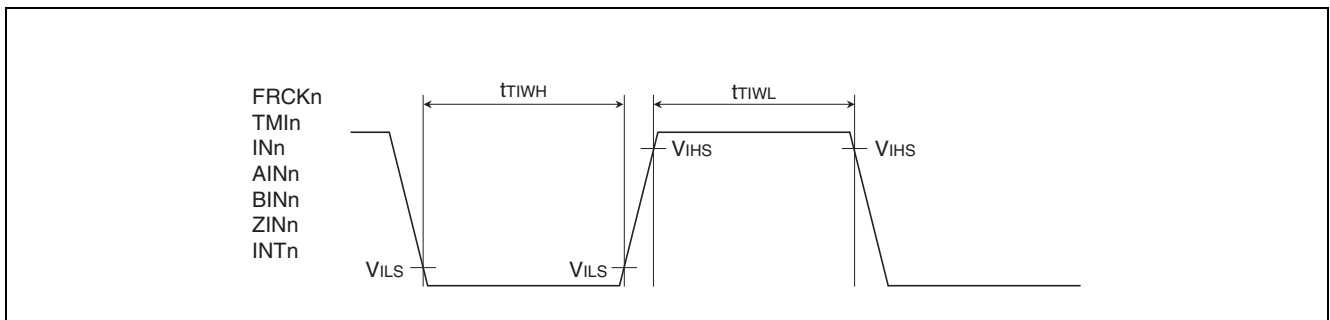 FRCKn
TMIn
INn
AINn
BINn
ZINn
INTn
tTIWH
tTIWL
VIHS
VIHS
VILS
VILS